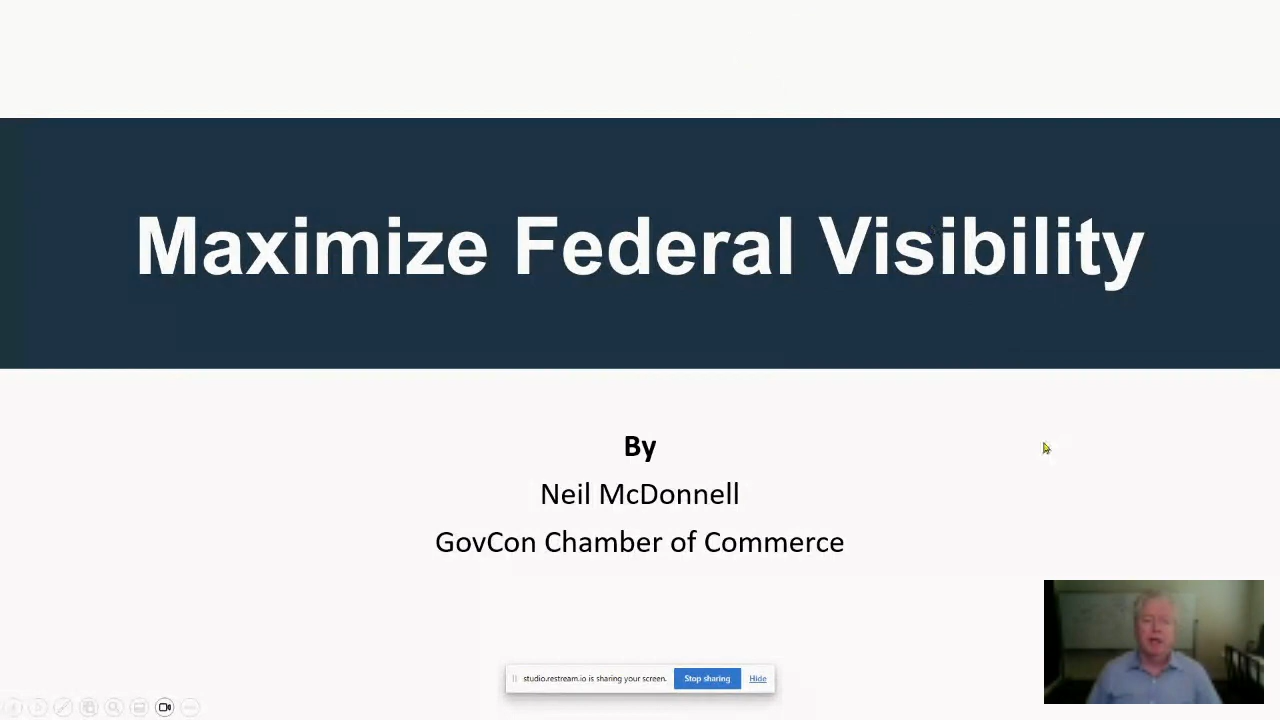 Maximize Federal Visibility
By
Neil McDonnell
GovCon Chamber of Commerce
studio.restream.io is sharing your screen. Stop sharing Hide